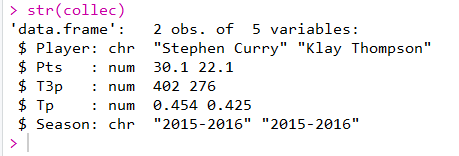 > str(collec)
'data.frame':	2 obs. of  5 variables:
 $ Player: chr  "Stephen Curry" "Klay Thompson"
 $ Pts   : num  30.1 22.1
 $ T3p   : num  402 276
 $ Tp    : num  0.454 0.425
 $ Season: chr  "2015-2016" "2015-2016"
>